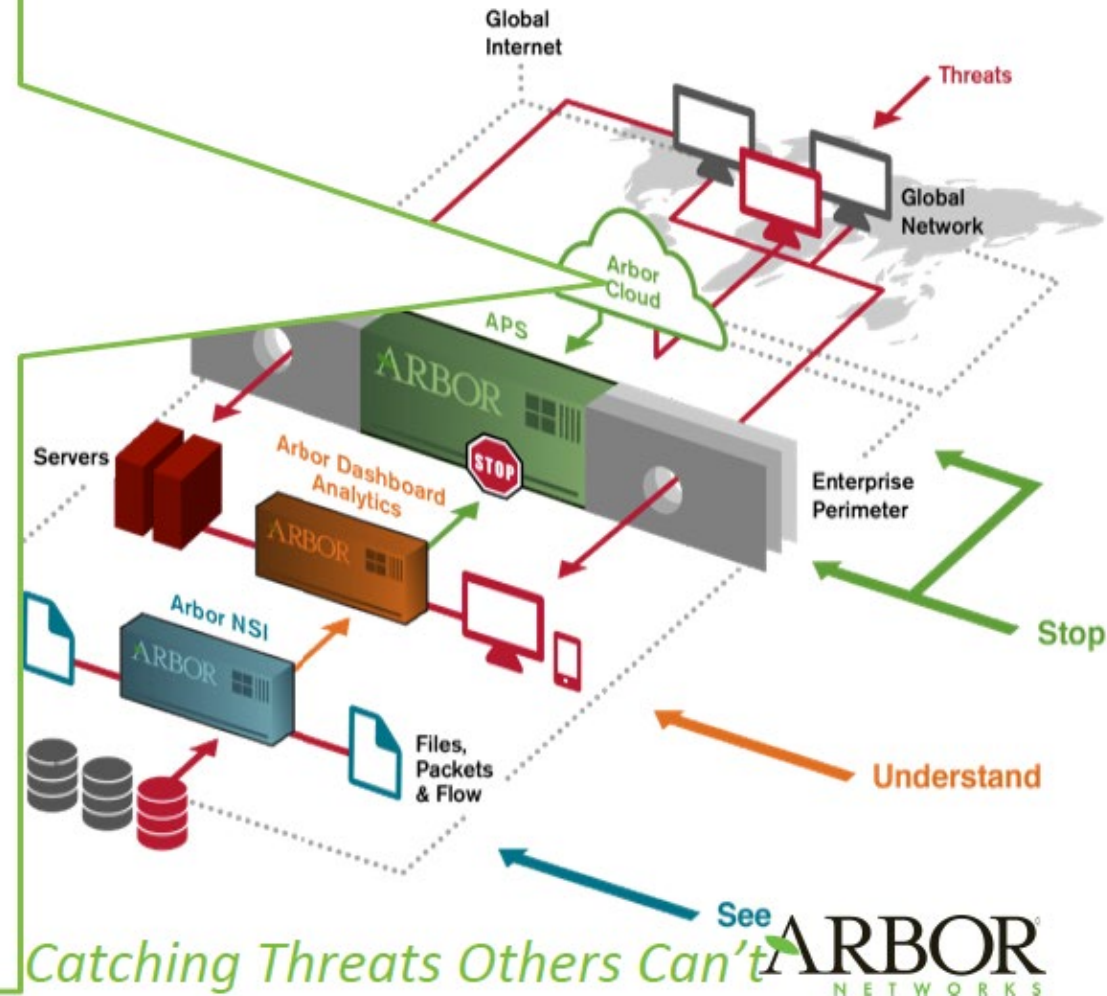 Global
Internet
Threats
Global
Network
Arbor
Cloud
APS
ARBOR
STOP
Servers
Arbor Dashboard
Analytics
Enterprise
Perimeter
ARBOR
Stop
Arbor NSI
ARBOR
Files,
Packets
& Flow
Understand
See
Catching Threats Others Can't
ARBOR
NETWORKS